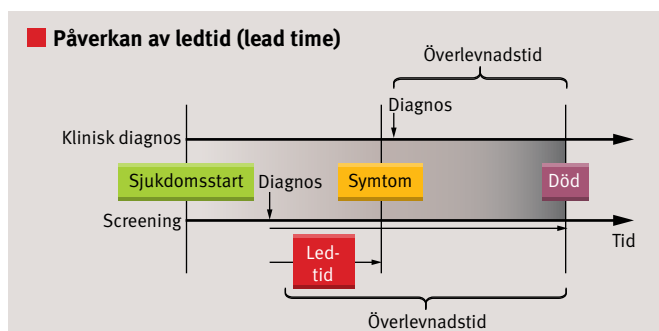 Påverkan av ledtid (lead time)
Överlevnadstid
Diagnos
Klinisk diagnos
Sjukdomsstart
Diagnos
Symtom
Död
Screening
Tid
Led-
tid
Överlevnadstid